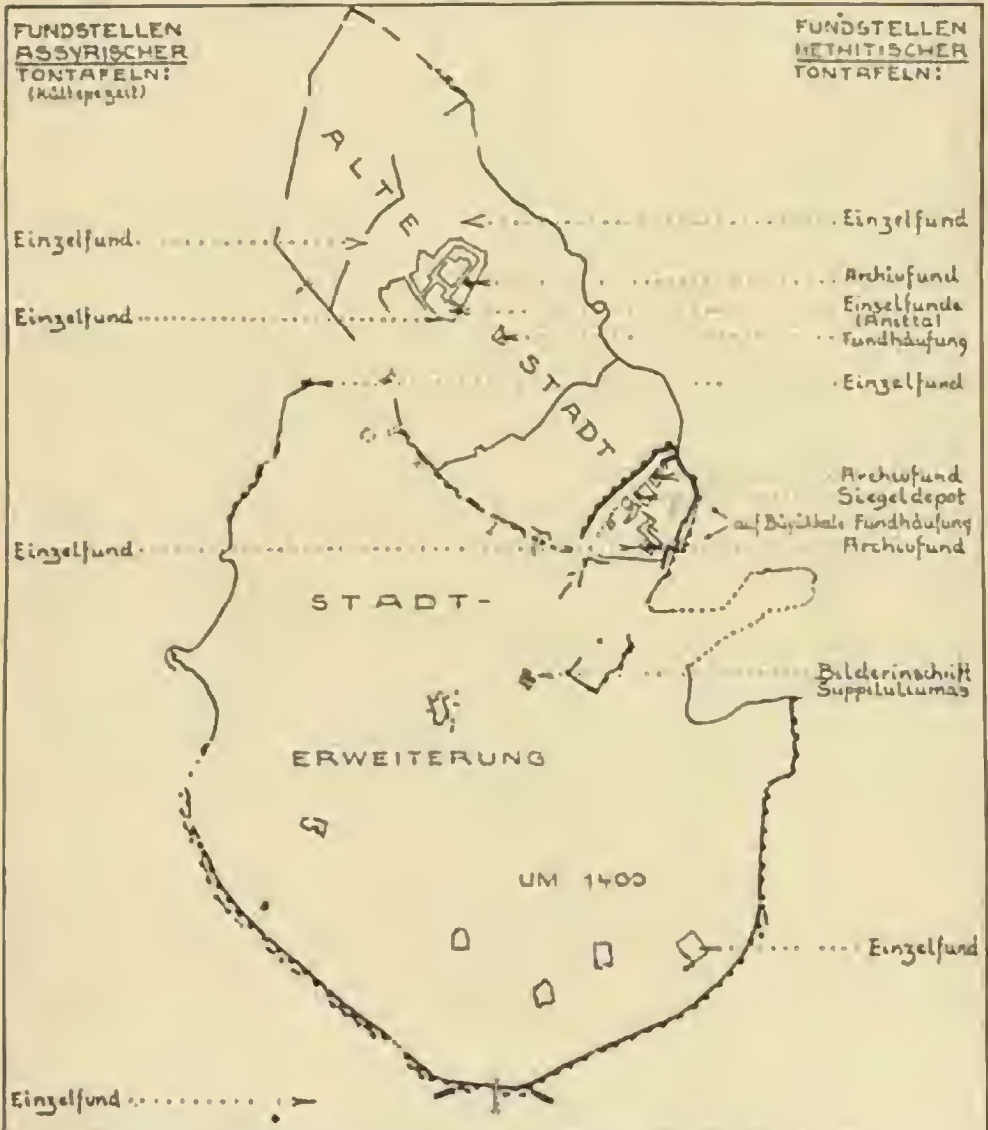 FUNDSTELLEN
ASSYRISCHER
TONTAFELN:
(Kültepezeit)
FUNDSTELLEN
HETHITISCHER
TONTAFELN:
ALTE
STADT
Einzelfund
Einzelfund
Archivfund
Einzelfund
Einzelfunde
(Anitta)
Fundhäufung
Einzelfund
Archivfund
Siegeldepot
auf Büyükkale Fundhäufung
Einzelfund
Archivfund
STADT-
Bilderinschrift
Suppiluliumas
ERWEITERUNG
UM 1400
Einzelfund
Einzelfund